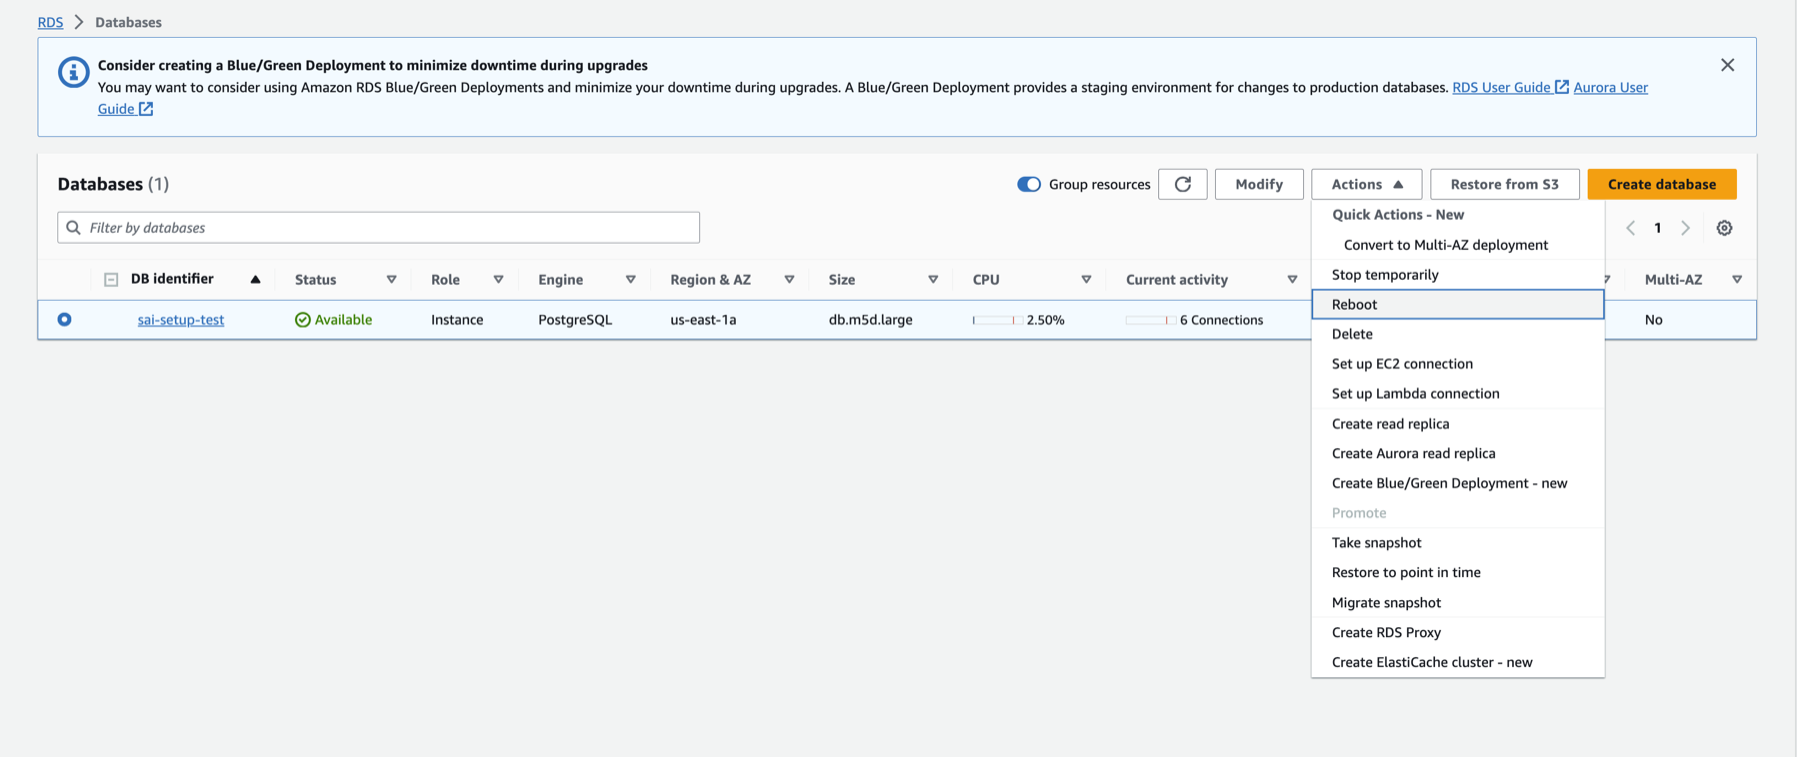 RDS > Databases
Consider creating a Blue/Green Deployment to minimize downtime during upgrades
You may want to consider using Amazon RDS Blue/Green Deployments and minimize your downtime during upgrades. A Blue/Green Deployment provides a staging environment for changes to production databases. RDS User Guide Aurora User
Guide
Databases (1)
Group resources
Modify
Actions
Restore from S3
Create database
Filter by databases
1
DB identifier
Status
Role
Engine
Region & AZ
Size
CPU
Current activity
Multi-AZ
sai-setup-test
Available
Instance
PostgreSQL
us-east-1a
db.m5d.large
2.50%
6 Connections
No
Quick Actions - New
Convert to Multi-AZ deployment
Stop temporarily
Reboot
Delete
Set up EC2 connection
Set up Lambda connection
Create read replica
Create Aurora read replica
Create Blue/Green Deployment - new
Promote
Take snapshot
Restore to point in time
Migrate snapshot
Create RDS Proxy
Create ElastiCache cluster - new